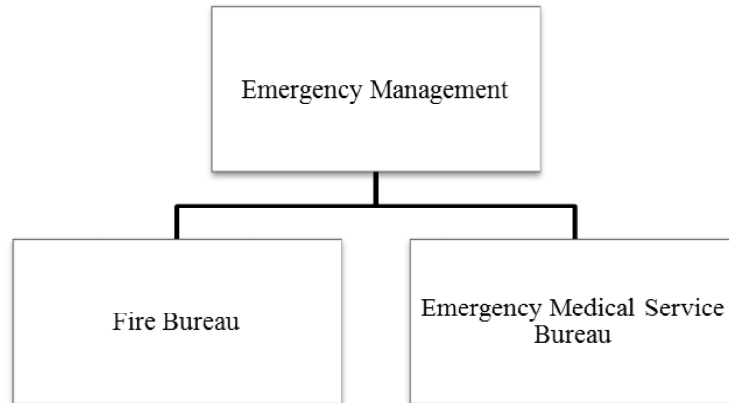 Emergency Management
Fire Bureau
Emergency Medical Service
Bureau